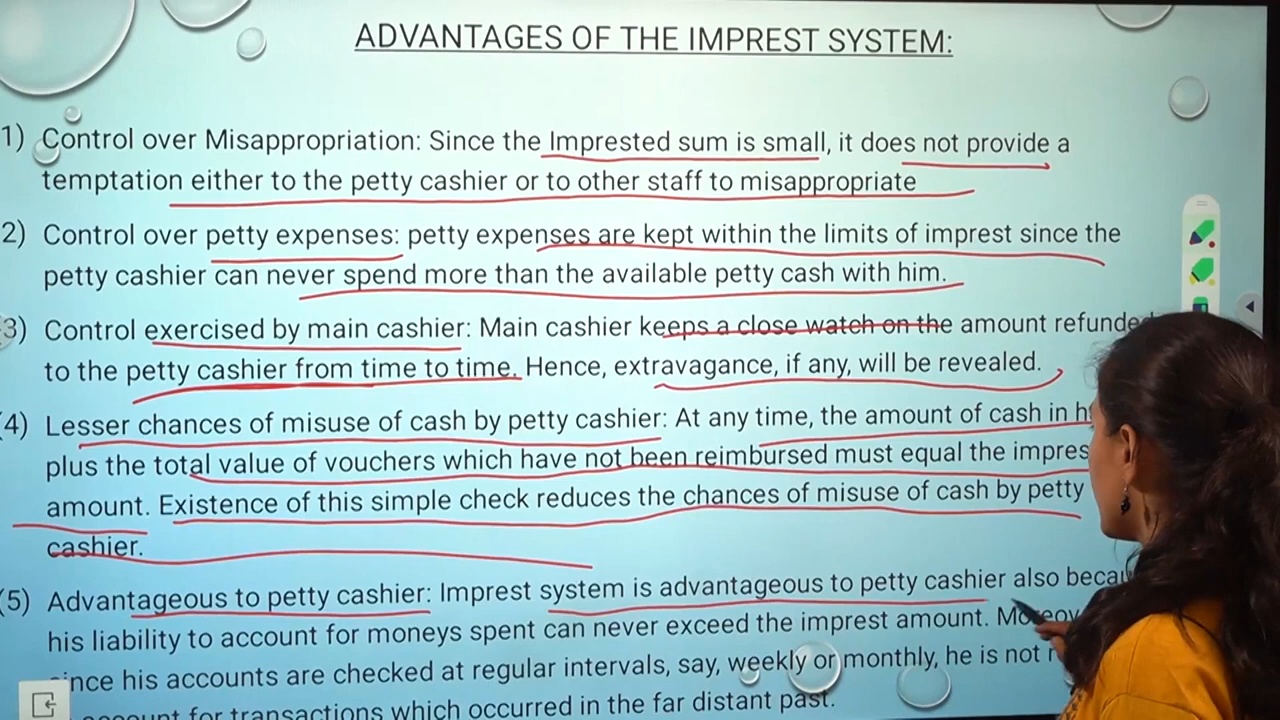 ADVANTAGES OF THE IMPREST SYSTEM:
1) Control over Misappropriation: Since the Imprested sum is small, it does not provide a
temptation either to the petty cashier or to other staff to misappropriate
2) Control over petty expenses: petty expenses are kept within the limits of imprest since the
petty cashier can never spend more than the available petty cash with him.
3) Control exercised by main cashier: Main cashier keeps a close watch on the amount
to the petty cashier from time to time. Hence, extravagance, if any, will be revealed.
(4) Lesser chances of misuse of cash by petty cashier: At any time, the amount of cash in
plus the total value of vouchers which have not been reimbursed must equal the
amount. Existence of this simple check reduces the chances of misuse of cash by petty
cashier.
(5) Advantageous to petty cashier: Imprest system is advantageous to petty cashier also
his liability to account for moneys spent can never exceed the imprest amount.
his accounts are checked at regular intervals, say, weekly or monthly, he is not
for transactions which occurred in the far distant past.